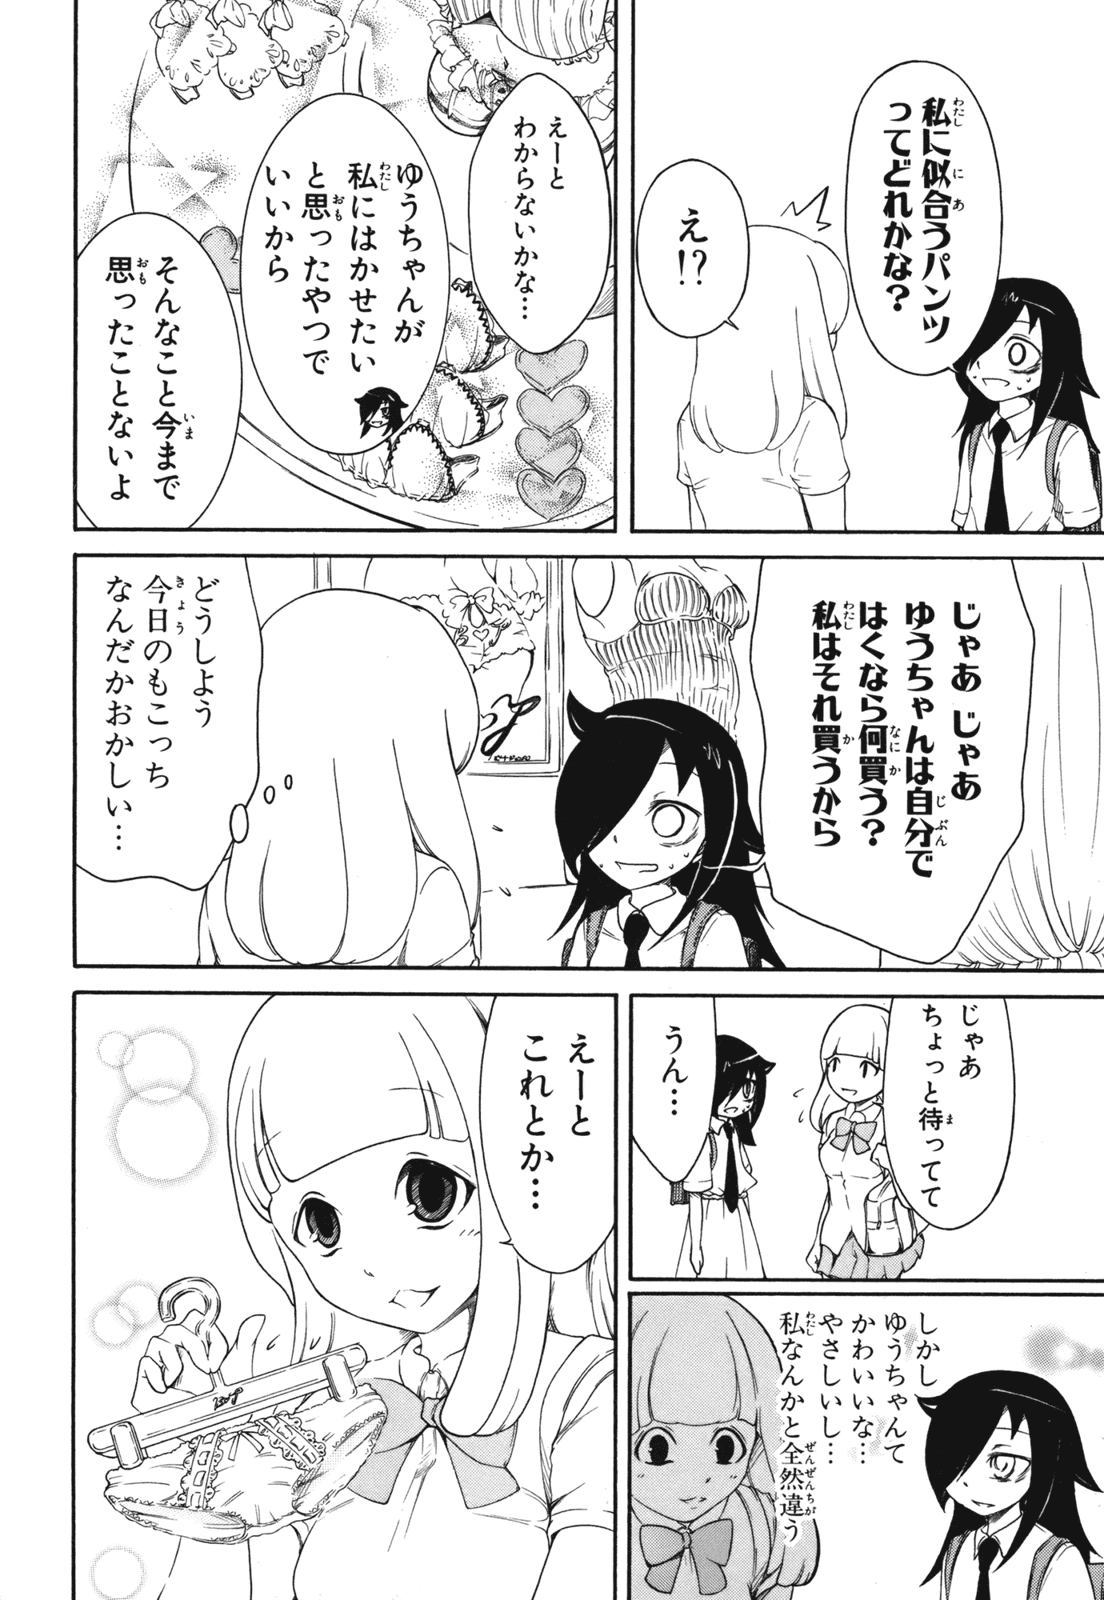 私に似合うパンツ
ってどれかな?
え!?
えーと
わからないかな…
ゆうちゃんが
私にはかせたい
と思ったやつで
いいから
そんなこと今まで
思ったことないよ
じゃあ じゃあ
ゆうちゃんは自分で
はくなら何買う?
私はそれ買うから
どうしよう
今日のもこっち
なんだかおかしい…
じゃあ
ちょっと待ってて
うん…
しかし
ゆうちゃんて
かわいいな…
やさしいし…
私なんかと全然違う
えーと
これとか…